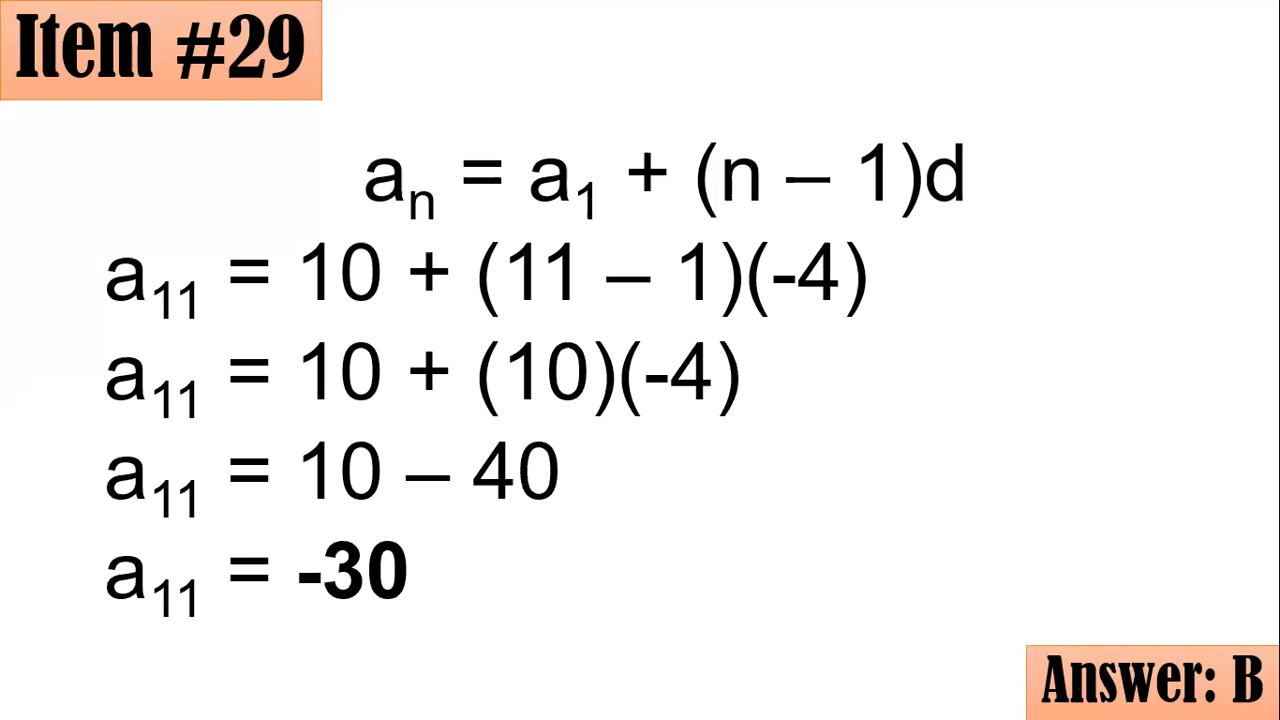 Item #29
aₙ = a₁ + (n – 1)d
a₁₁ = 10 + (11 – 1)(-4)
a₁₁ = 10 + (10)(-4)
a₁₁ = 10 – 40
a₁₁ = -30
Answer: B